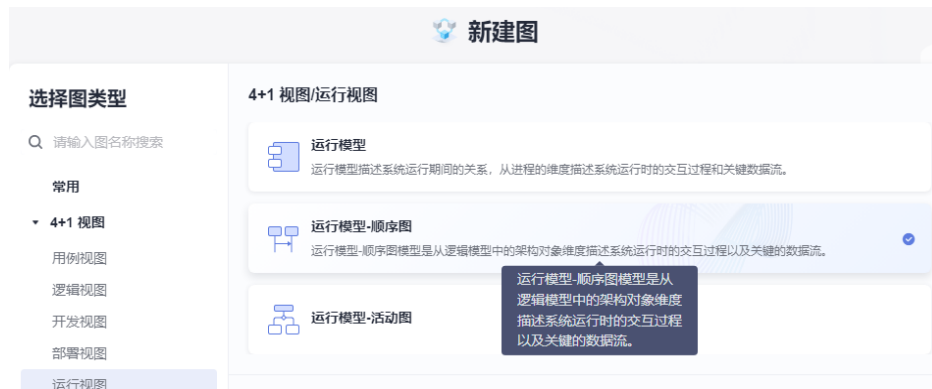 新建图
选择图类型
请输入图名称搜索
常用
4+1 视图
用例视图
逻辑视图
开发视图
部署视图
运行视图
4+1 视图/运行视图
运行模型
运行模型描述系统运行期间的关系，从进程的维度描述系统运行时的交互过程和关键数据流。
运行模型-顺序图
运行模型-顺序图模型是从逻辑模型中的架构对象维度描述系统运行时的交互过程以及关键的数据流。
运行模型-顺序图模型是从
逻辑模型中的架构对象维度
描述系统运行时的交互过程
以及关键的数据流。
运行模型-活动图